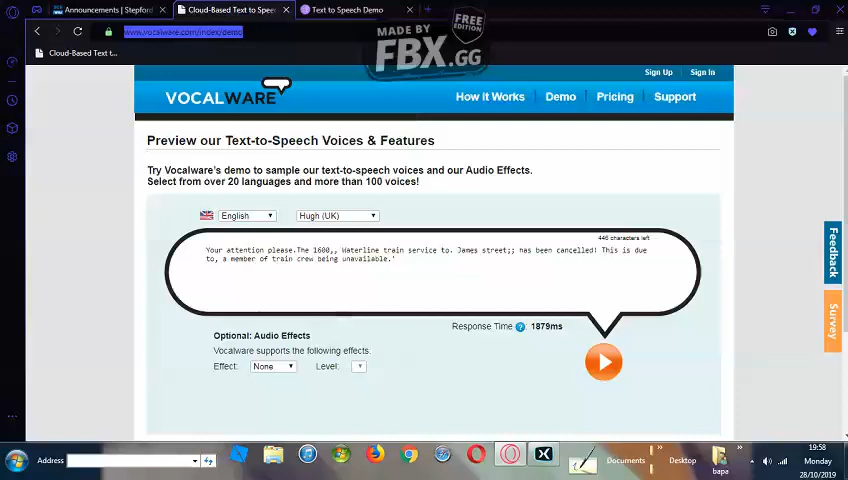 Announcements | Stepford
Cloud-Based Text to Spee
Text to Speech Demo
www.vocalware.com/index/demo
Cloud-Based Text t...
MADE BY
FBX.GG
FREE
EDITION
Sign Up
Sign In
VOCALWARE
How It Works
Demo
Pricing
Support
Preview our Text-to-Speech Voices & Features
Try Vocalware's demo to sample our text-to-speech voices and our Audio Effects.
Select from over 20 languages and more than 100 voices!
English
Hugh (UK)
446 characters left
Your attention please.The 1600,, Waterline train service to. James street;; has been cancelled! This is due
to, a member of train crew being unavailable.'
Response Time ? 1879ms
Optional: Audio Effects
Vocalware supports the following effects.
Effect: None Level:
Feedback
Survey
Address
Documents
Desktop
bapa
19:58
Monday
28/10/2019